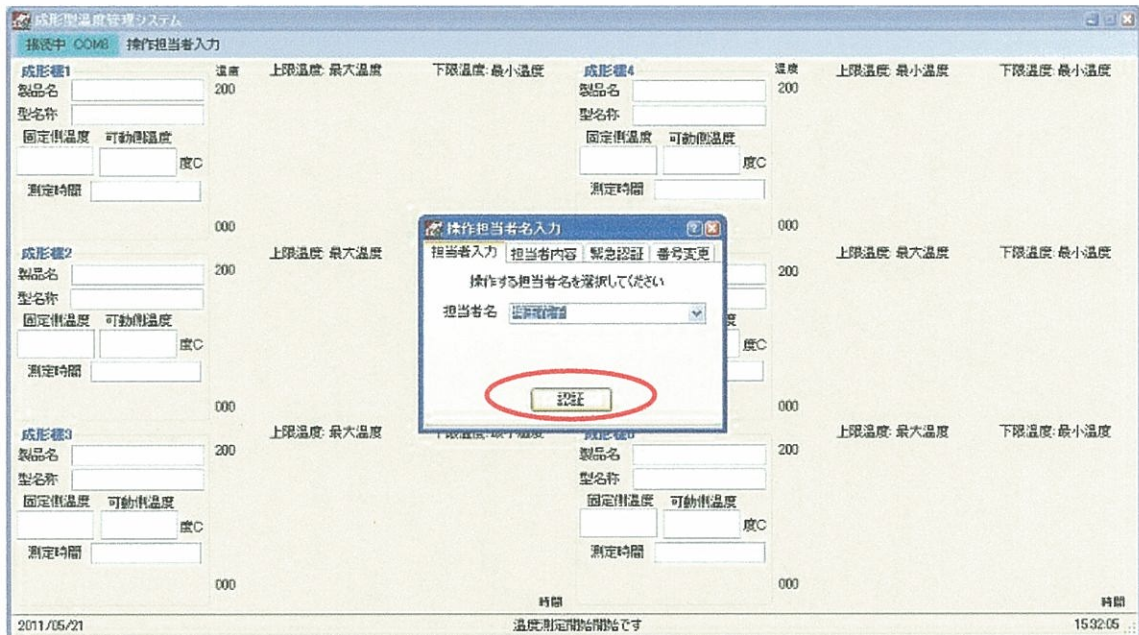 成形型温度管理システム
接続中 COM8 操作担当者入力
成形機1 温度 上限温度:最大温度 下限温度:最小温度
製品名 200
型名称
固定側温度 可動側温度
度C
測定時間
000
成形機2 上限温度:最大温度
製品名 200
型名称
固定側温度 可動側温度
度C
測定時間
000
成形機3 上限温度:最大温度
製品名 200
型名称
固定側温度 可動側温度
度C
測定時間
000
時間
成形機4 温度 上限温度:最小温度 下限温度:最小温度
製品名 200
型名称
固定側温度 可動側温度
度C
測定時間
000
上限温度:最大温度 下限温度:最小温度
200
度C
000
上限温度:最大温度 下限温度:最小温度
製品名 200
型名称
固定側温度 可動側温度
度C
測定時間
000
時間
操作担当者名入力
担当者入力 担当者内容 緊急認証 番号変更
操作する担当者名を選択してください
担当者名
認証
2011/05/21 温度測定開始開始です 15:32:05